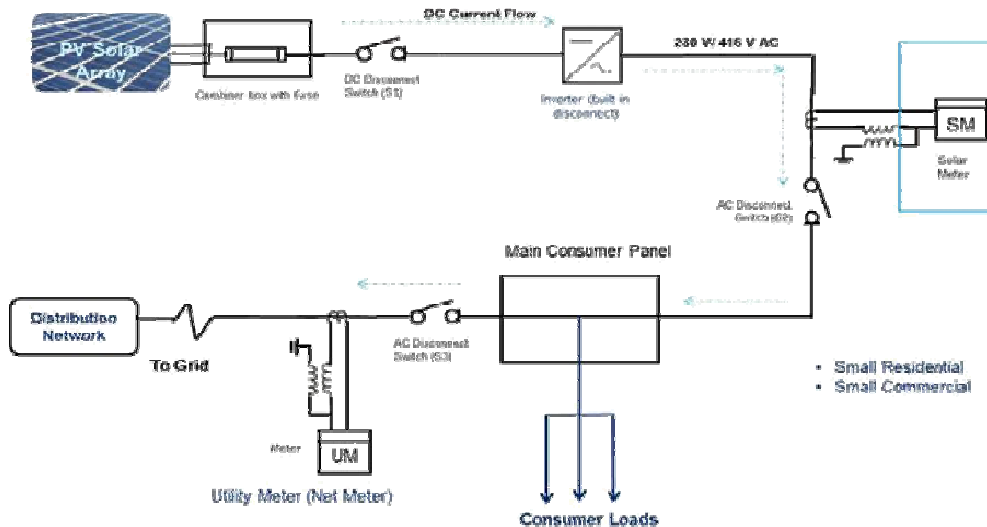 PV Solar
Array
DC Current Flow
Combiner box with fuse
DC Disconnect
Switch (S1)
Inverter (built in
disconnect)
230 V/ 415 V AC
SM
Solar
Meter
AC Disconnect
Switch (S2)
Main Consumer Panel
Distribution
Network
To Grid
AC Disconnect
Switch (S3)
• Small Residential
• Small Commercial
Meter
UM
Utility Meter (Net Meter)
Consumer Loads